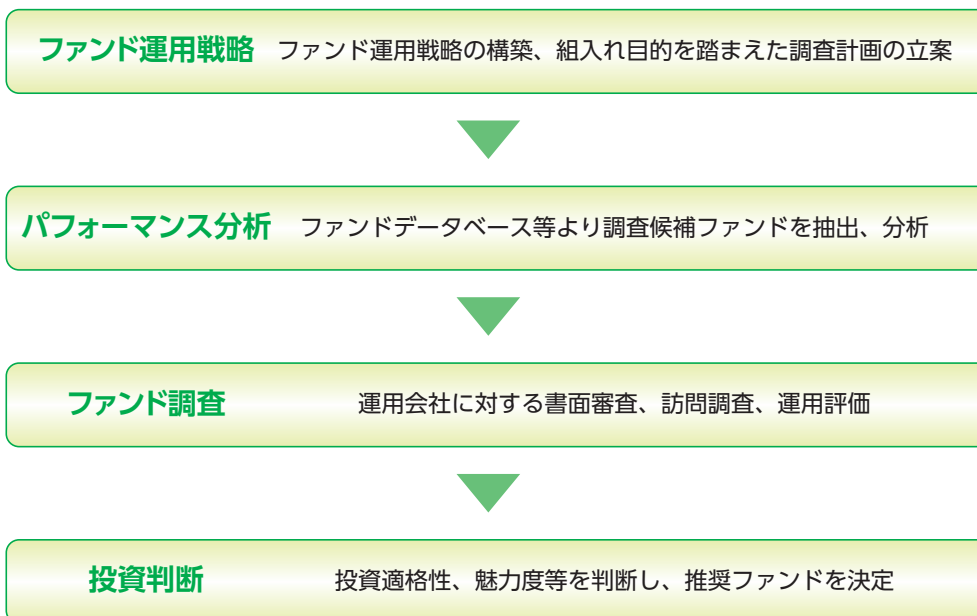 ファンド運用戦略 ファンド運用戦略の構築、組入れ目的を踏まえた調査計画の立案
パフォーマンス分析 ファンドデータベース等より調査候補ファンドを抽出、分析
ファンド調査 運用会社に対する書面審査、訪問調査、運用評価
投資判断 投資適格性、魅力度等を判断し、推奨ファンドを決定